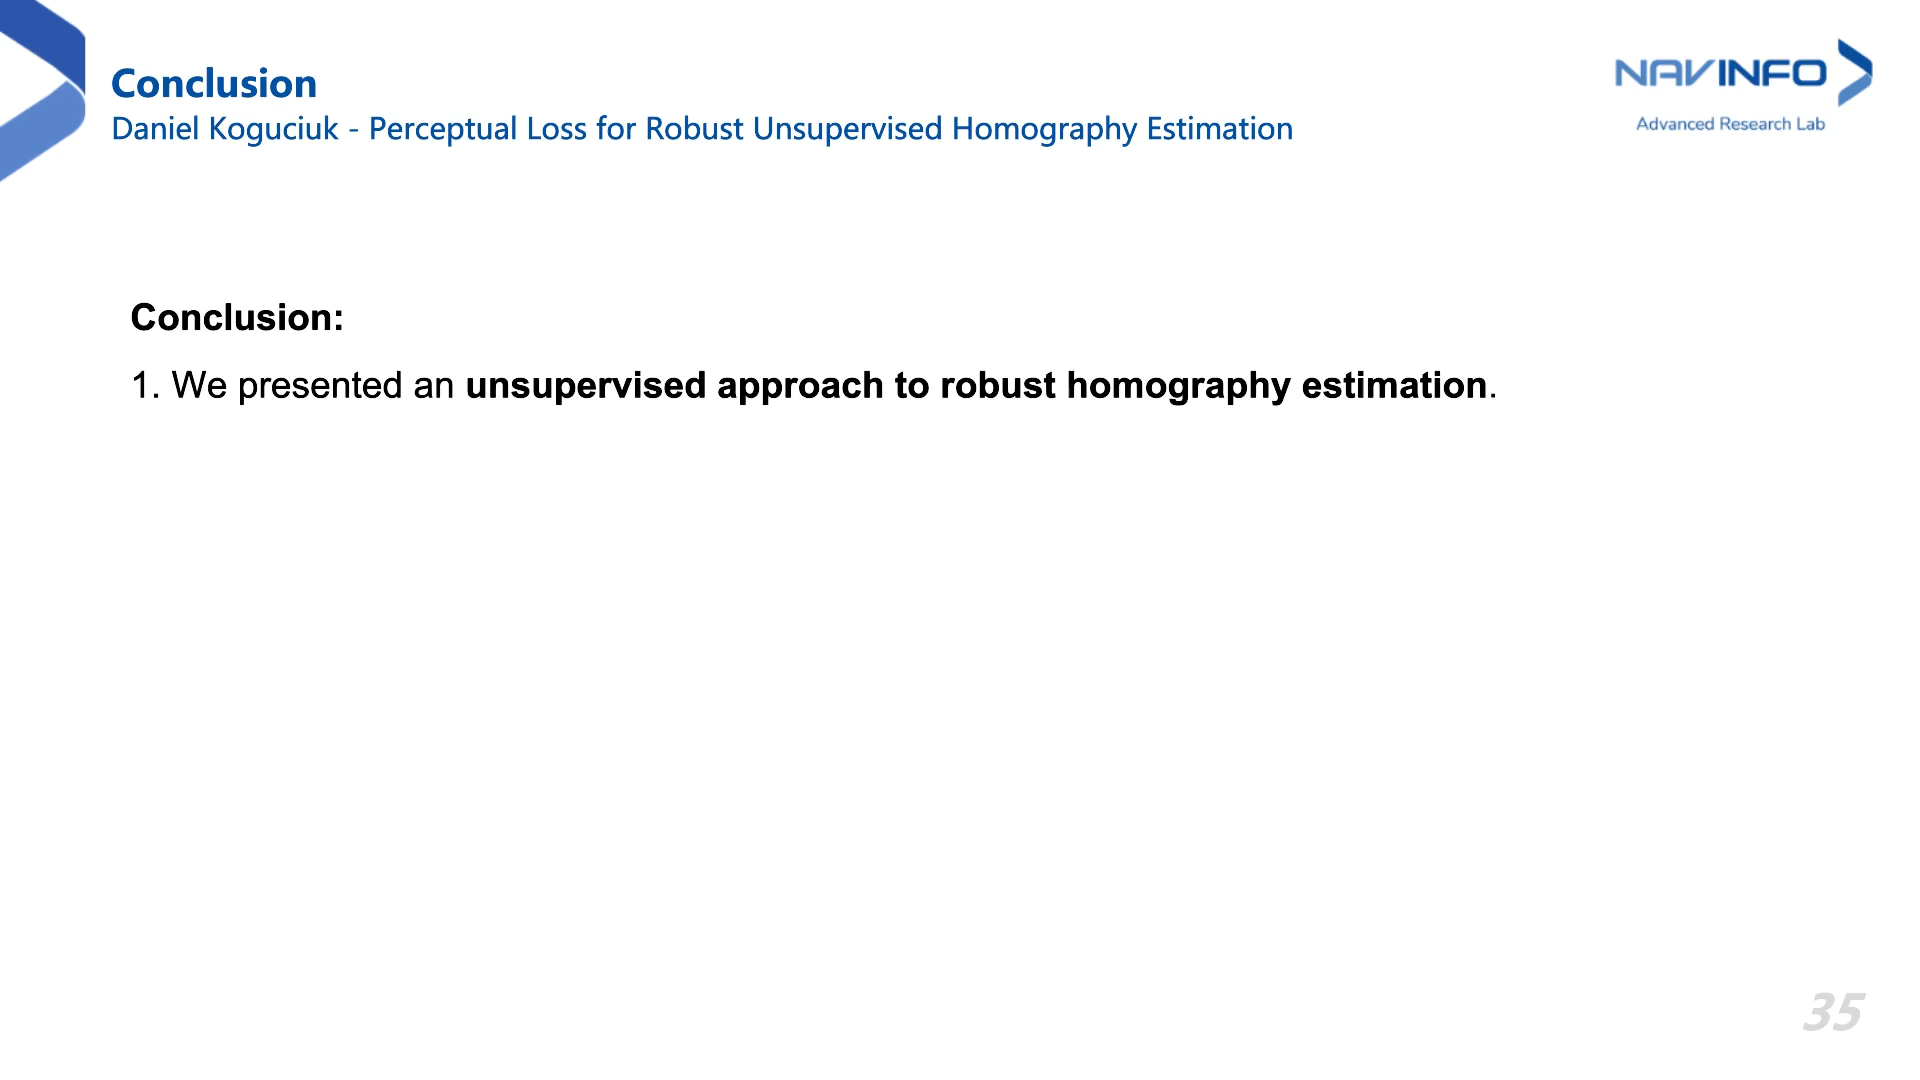 Conclusion
Daniel Koguciuk - Perceptual Loss for Robust Unsupervised Homography Estimation
NAVINFO
Advanced Research Lab
Conclusion:
1. We presented an unsupervised approach to robust homography estimation.
35